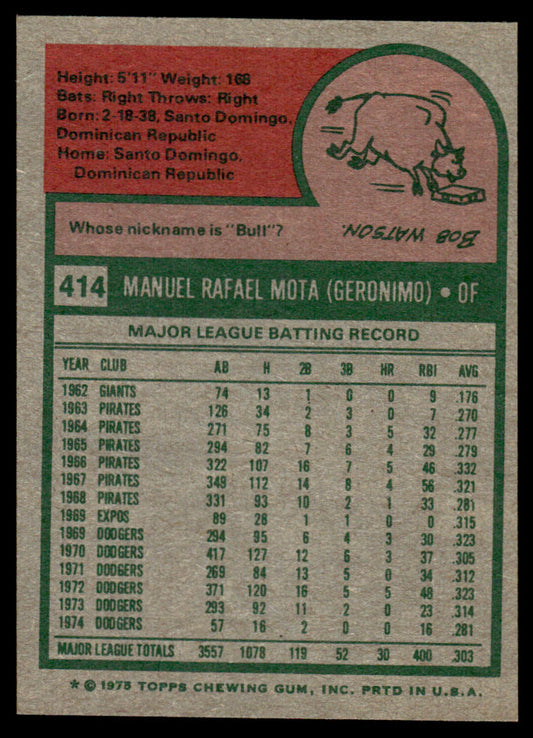 Height: 5'11" Weight: 168
Bats: Right Throws: Right
Born: 2-18-38, Santo Domingo,
Dominican Republic
Home: Santo Domingo,
Dominican Republic
Whose nickname is "Bull"?
BOB WATSON.
414 MANUEL RAFAEL MOTA (GERONIMO) • OF
MAJOR LEAGUE BATTING RECORD
YEAR CLUB AB H 2B 3B HR RBI AVG
1962 GIANTS 74 13 1 0 0 9 .176
1963 PIRATES 126 34 2 3 0 7 .270
1964 PIRATES 271 75 8 3 5 32 .277
1965 PIRATES 294 82 7 6 4 29 .279
1966 PIRATES 322 107 16 7 5 46 .332
1967 PIRATES 349 112 14 8 4 56 .321
1968 PIRATES 331 93 10 2 1 33 .281
1969 EXPOS 89 28 1 1 0 0 .315
1969 DODGERS 294 95 6 4 3 30 .323
1970 DODGERS 417 127 12 6 3 37 .305
1971 DODGERS 269 84 13 5 0 34 .312
1972 DODGERS 371 120 16 5 5 48 .323
1973 DODGERS 293 92 11 2 0 23 .314
1974 DODGERS 57 16 2 0 0 16 .281
MAJOR LEAGUE TOTALS 3557 1078 119 52 30 400 .303
* © 1975 TOPPS CHEWING GUM, INC. PRTD IN U.S.A.